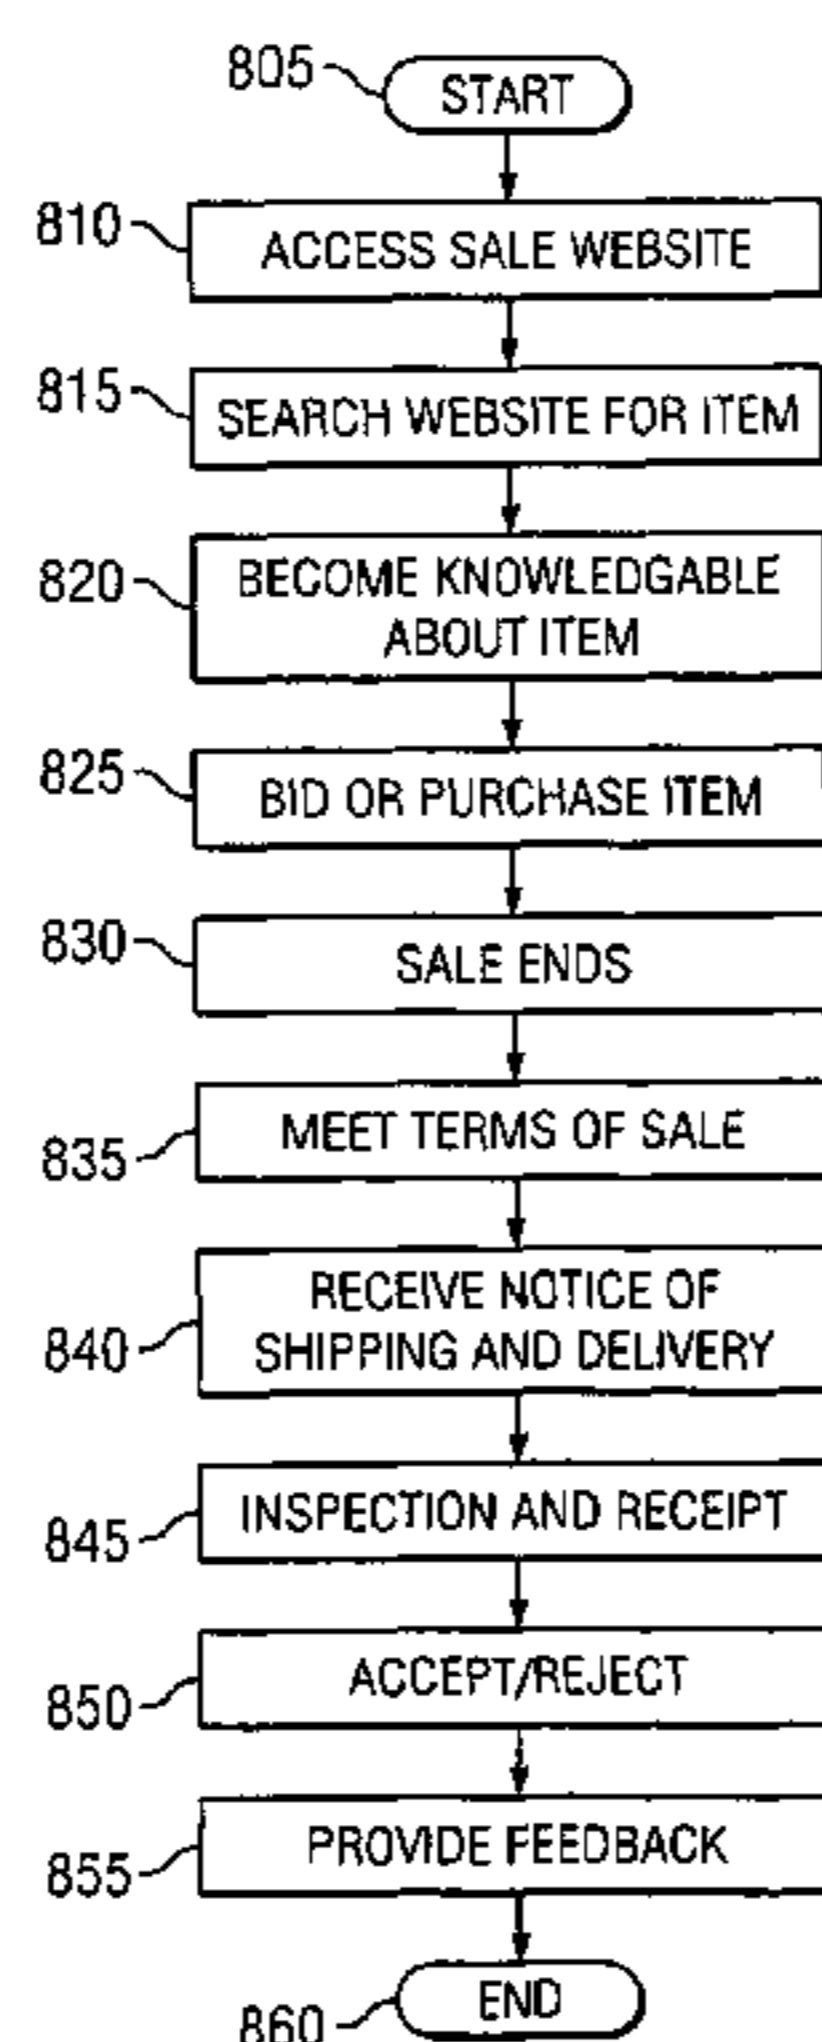 805 START
810 ACCESS SALE WEBSITE
815 SEARCH WEBSITE FOR ITEM
820 BECOME KNOWLEDGABLE
ABOUT ITEM
825 BID OR PURCHASE ITEM
830 SALE ENDS
835 MEET TERMS OF SALE
840 RECEIVE NOTICE OF
SHIPPING AND DELIVERY
845 INSPECTION AND RECEIPT
850 ACCEPT/REJECT
855 PROVIDE FEEDBACK
860 END